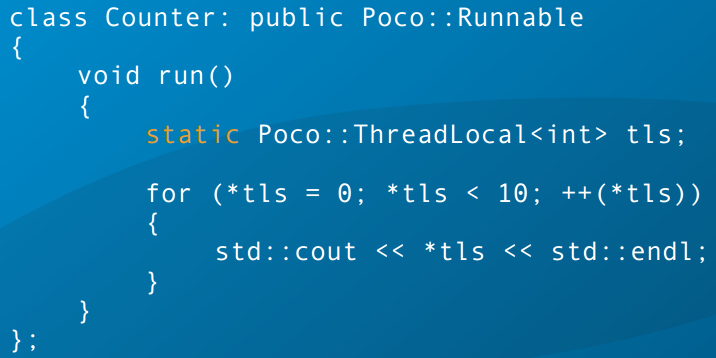 class Counter: public Poco::Runnable
{
void run()
{
static Poco::ThreadLocal<int> tls;
for (*tls = 0; *tls < 10; ++(*tls))
{
std::cout << *tls << std::endl;
}
}
};